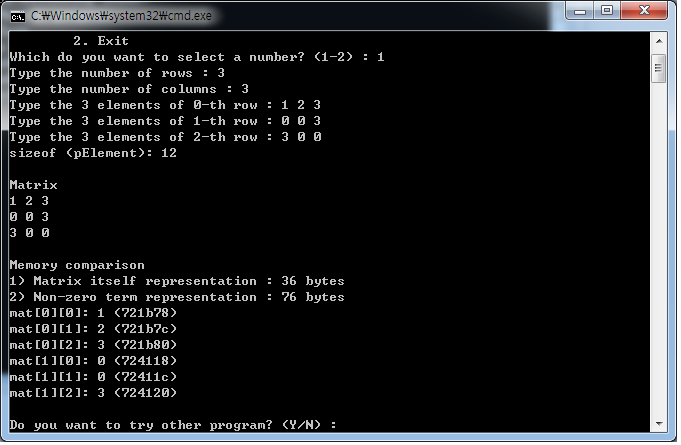 C:\Windows\system32\cmd.exe
2. Exit
Which do you want to select a number? (1-2) : 1
Type the number of rows : 3
Type the number of columns : 3
Type the 3 elements of 0-th row : 1 2 3
Type the 3 elements of 1-th row : 0 0 3
Type the 3 elements of 2-th row : 3 0 0
sizeof (pElement): 12
Matrix
1 2 3
0 0 3
3 0 0
Memory comparison
1) Matrix itself representation : 36 bytes
2) Non-zero term representation : 76 bytes
mat[0][0]: 1 (721b78)
mat[0][1]: 2 (721b7c)
mat[0][2]: 3 (721b80)
mat[1][0]: 0 (724118)
mat[1][1]: 0 (72411c)
mat[1][2]: 3 (724120)
Do you want to try other program? (Y/N) :